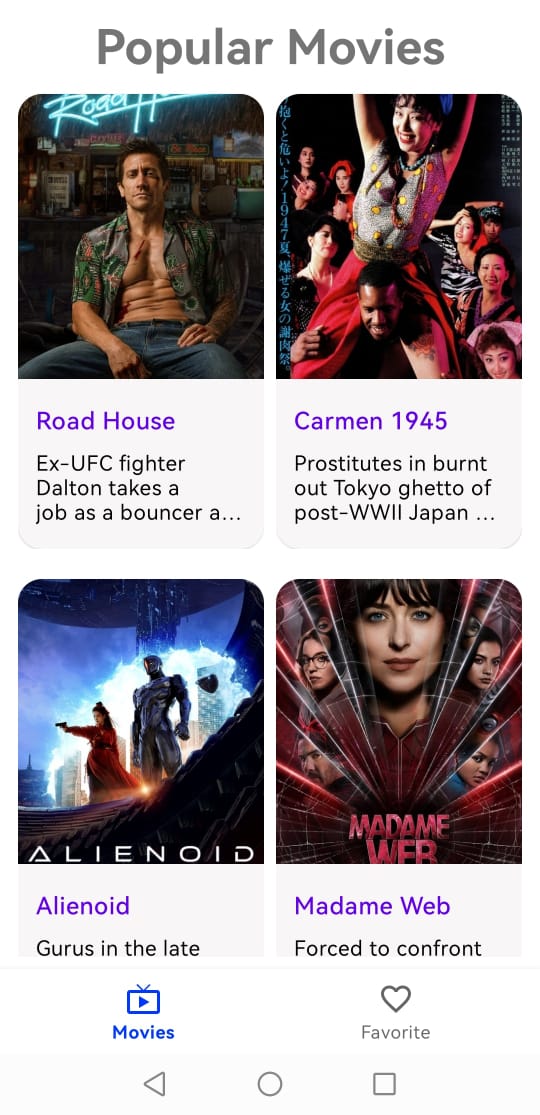 Popular Movies
Road House
Road House
Ex-UFC fighter
Dalton takes a
job as a bouncer a...
抱くと危いよ！1947夏、爆ぜる女の謝肉祭。
Carmen 1945
Prostitutes in burnt
out Tokyo ghetto of
post-WWII Japan ...
ALIENOID
Alienoid
Gurus in the late
MADAME
WEB
Madame Web
Forced to confront
Movies
Favorite